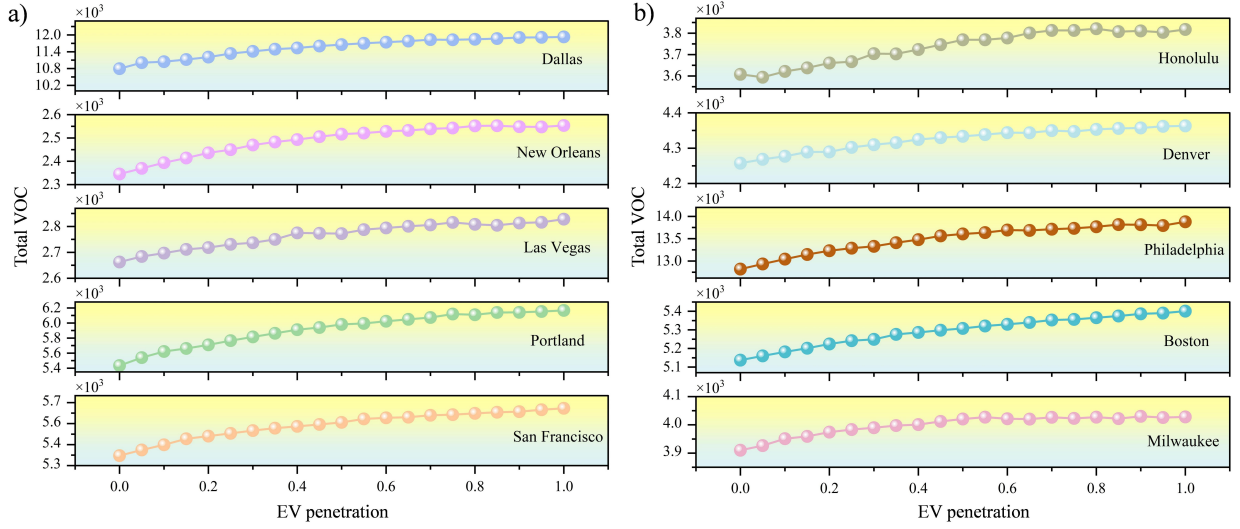 a)
Total VOC
×10³
12.0
11.4
10.8
10.2
Dallas
×10³
2.6
2.5
2.4
2.3
New Orleans
×10³
2.8
2.7
2.6
Las Vegas
×10³
6.2
6.0
5.8
5.6
5.4
Portland
×10³
5.7
5.6
5.4
5.3
San Francisco
0.0 0.2 0.4 0.6 0.8 1.0
EV penetration
b)
Total VOC
×10³
3.8
3.7
3.6
Honolulu
×10³
4.4
4.3
4.2
Denver
×10³
14.0
13.5
13.0
Philadelphia
×10³
5.4
5.3
5.2
5.1
Boston
×10³
4.1
4.0
3.9
Milwaukee
0.0 0.2 0.4 0.6 0.8 1.0
EV penetration